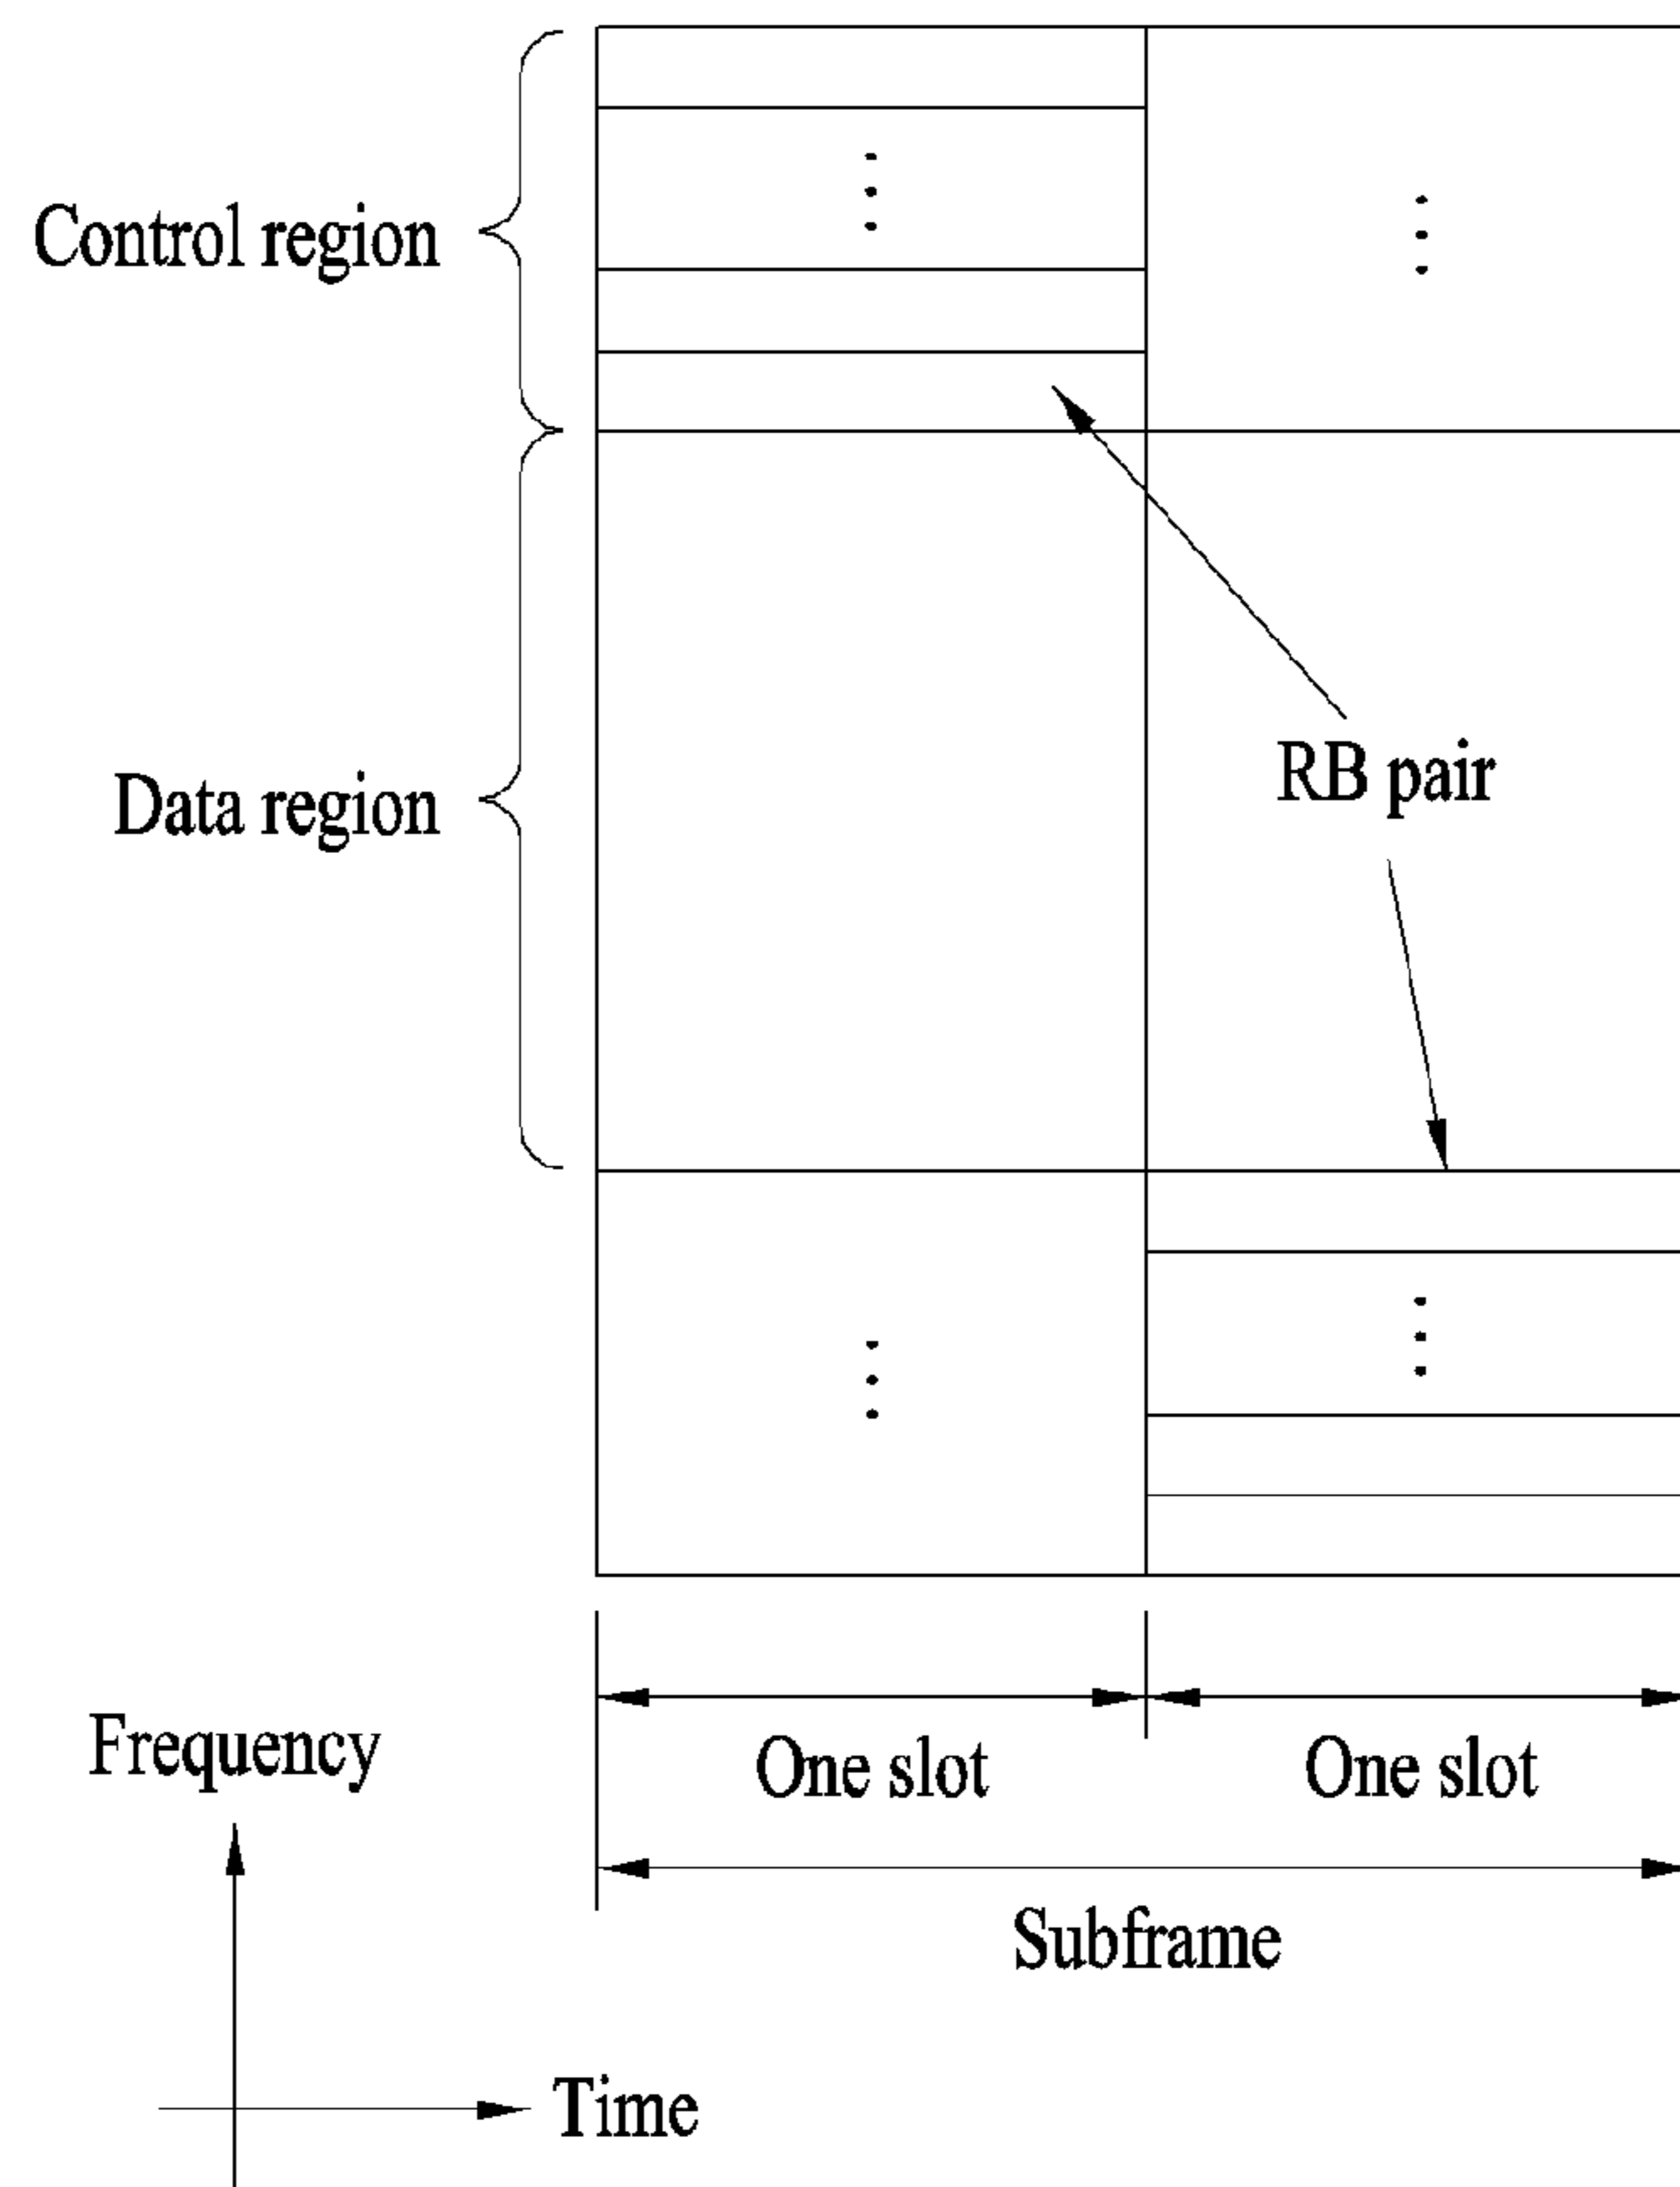 Control region
Data region
RB pair
One slot
One slot
Frequency
Subframe
Time